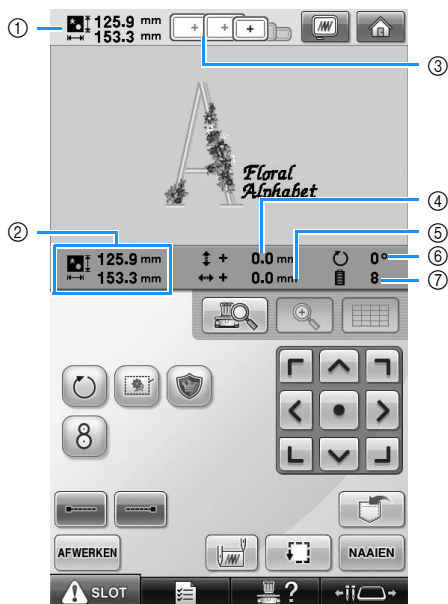 ① 125.9 mm
153.3 mm
③
Floral
Alphabet
②
④
⑤
125.9 mm + 0.0 mm 0° ⑥
153.3 mm + 0.0 mm 8 ⑦
8
AFWERKEN NAAIEN
SLOT ?